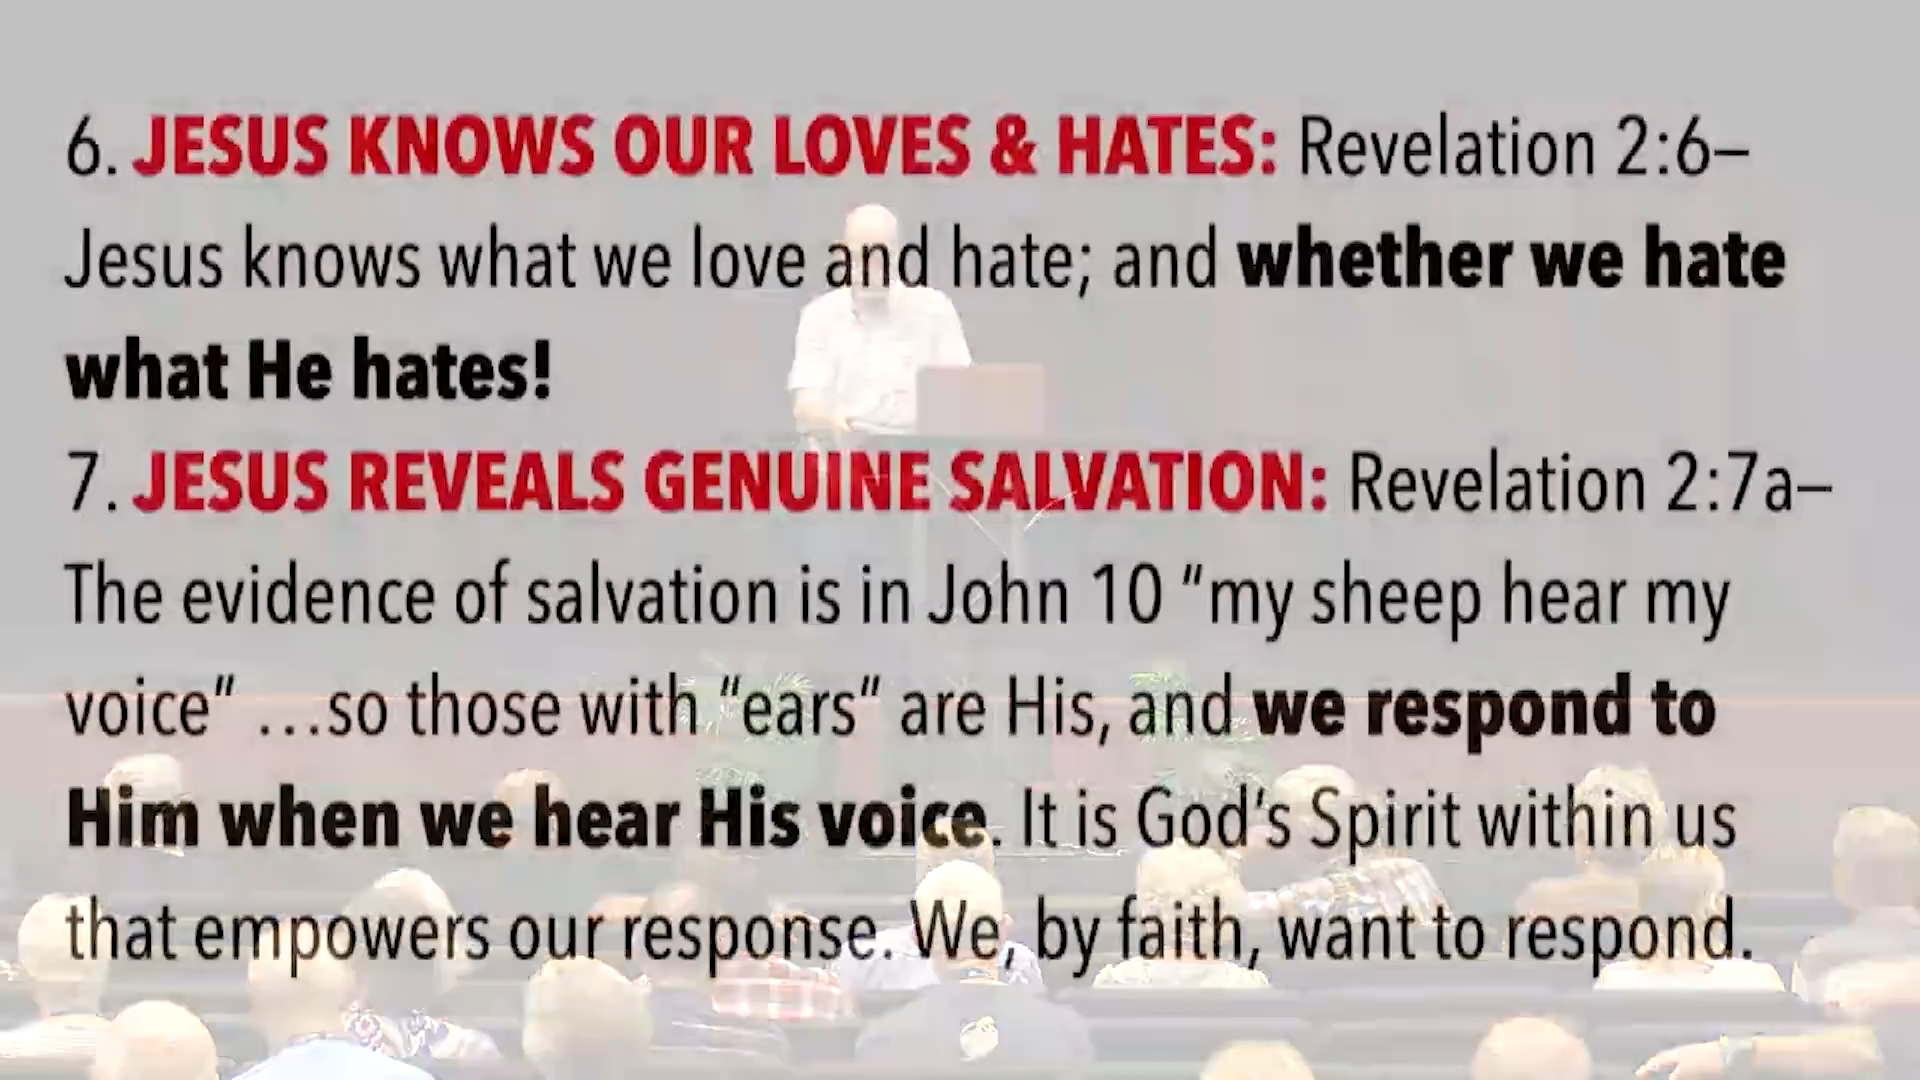 6. JESUS KNOWS OUR LOVES & HATES: Revelation 2:6–
Jesus knows what we love and hate; and whether we hate
what He hates!
7. JESUS REVEALS GENUINE SALVATION: Revelation 2:7a–
The evidence of salvation is in John 10 “my sheep hear my
voice” …so those with “ears” are His, and we respond to
Him when we hear His voice. It is God’s Spirit within us
that empowers our response. We, by faith, want to respond.